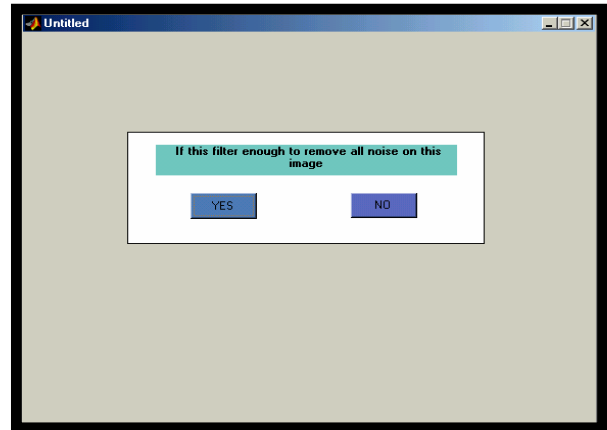 Untitled
If this filter enough to remove all noise on this
image
YES
NO